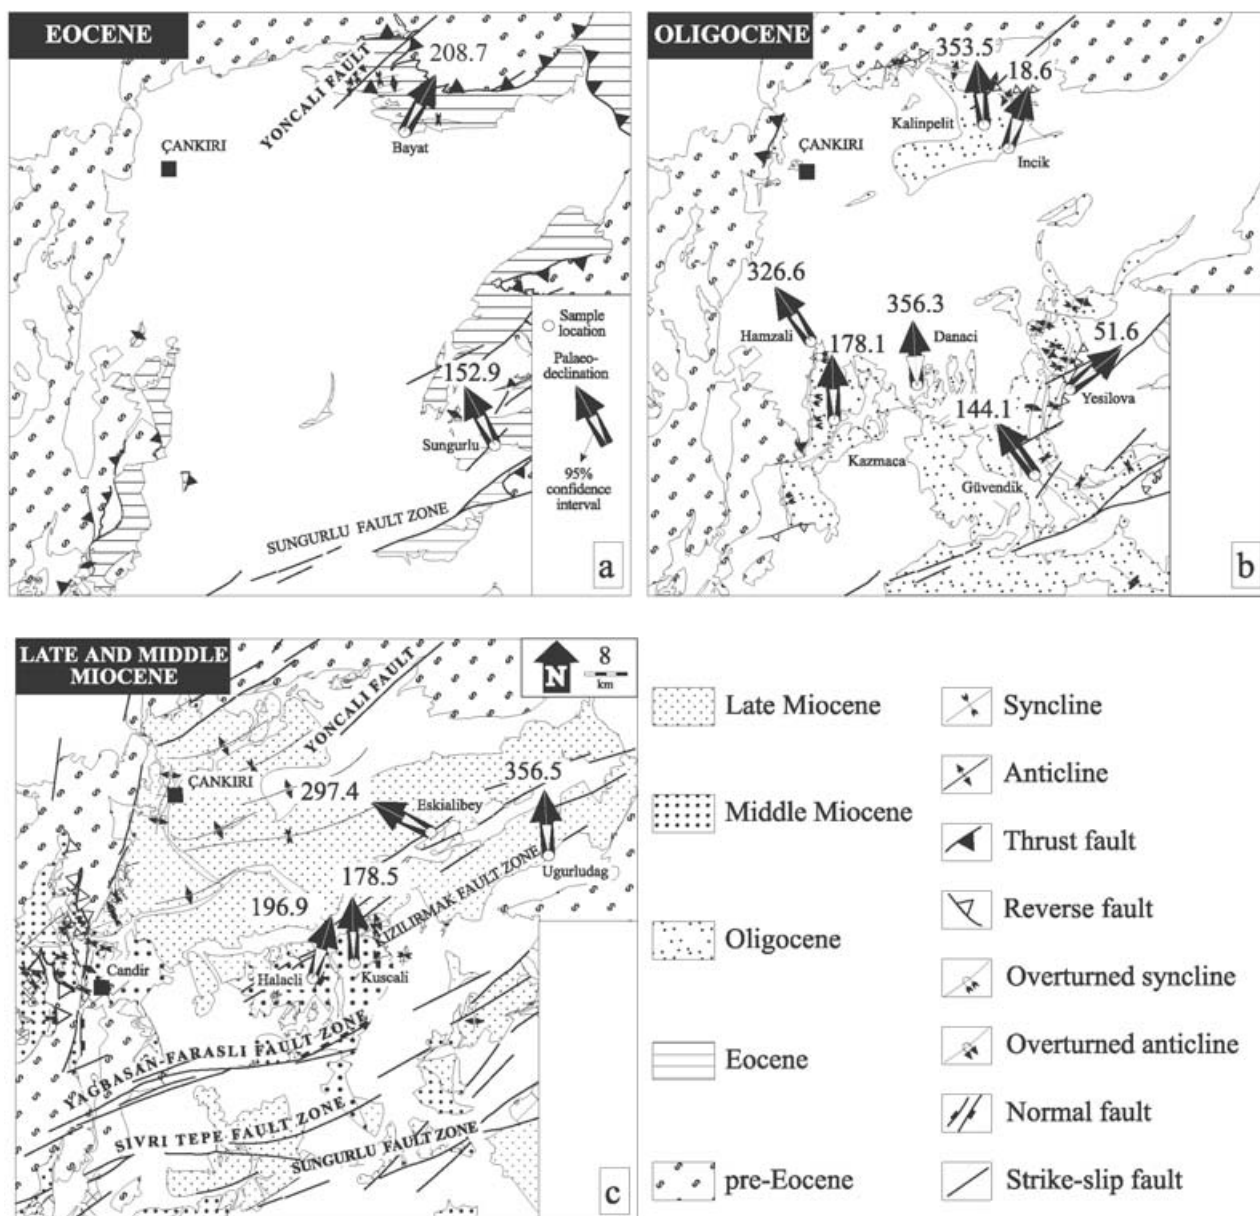 EOCENE
YONCALI FAULT
208.7
Bayat
ÇANKIRI
Sample
location
Palaeo-
declination
95%
confidence
interval
152.9
Sungurlu
SUNGURLU FAULT ZONE
a
OLIGOCENE
353.5
18.6
Kalinpelit
Incik
ÇANKIRI
326.6
356.3
Hamzali
178.1
Danaci
51.6
Yesilova
144.1
Kazmaca
Güvendik
b
LATE AND MIDDLE
MIOCENE
N
8
km
YONCALI FAULT
ÇANKIRI
297.4
Eskialibey
356.5
Ugurludag
178.5
196.9
KIZILIRMAK FAULT ZONE
Candir
Halacli
Kuscali
YAGBASAN-FARASLI FAULT ZONE
SIVRI TEPE FAULT ZONE
SUNGURLU FAULT ZONE
c
Late Miocene
Middle Miocene
Oligocene
Eocene
pre-Eocene
Syncline
Anticline
Thrust fault
Reverse fault
Overturned syncline
Overturned anticline
Normal fault
Strike-slip fault